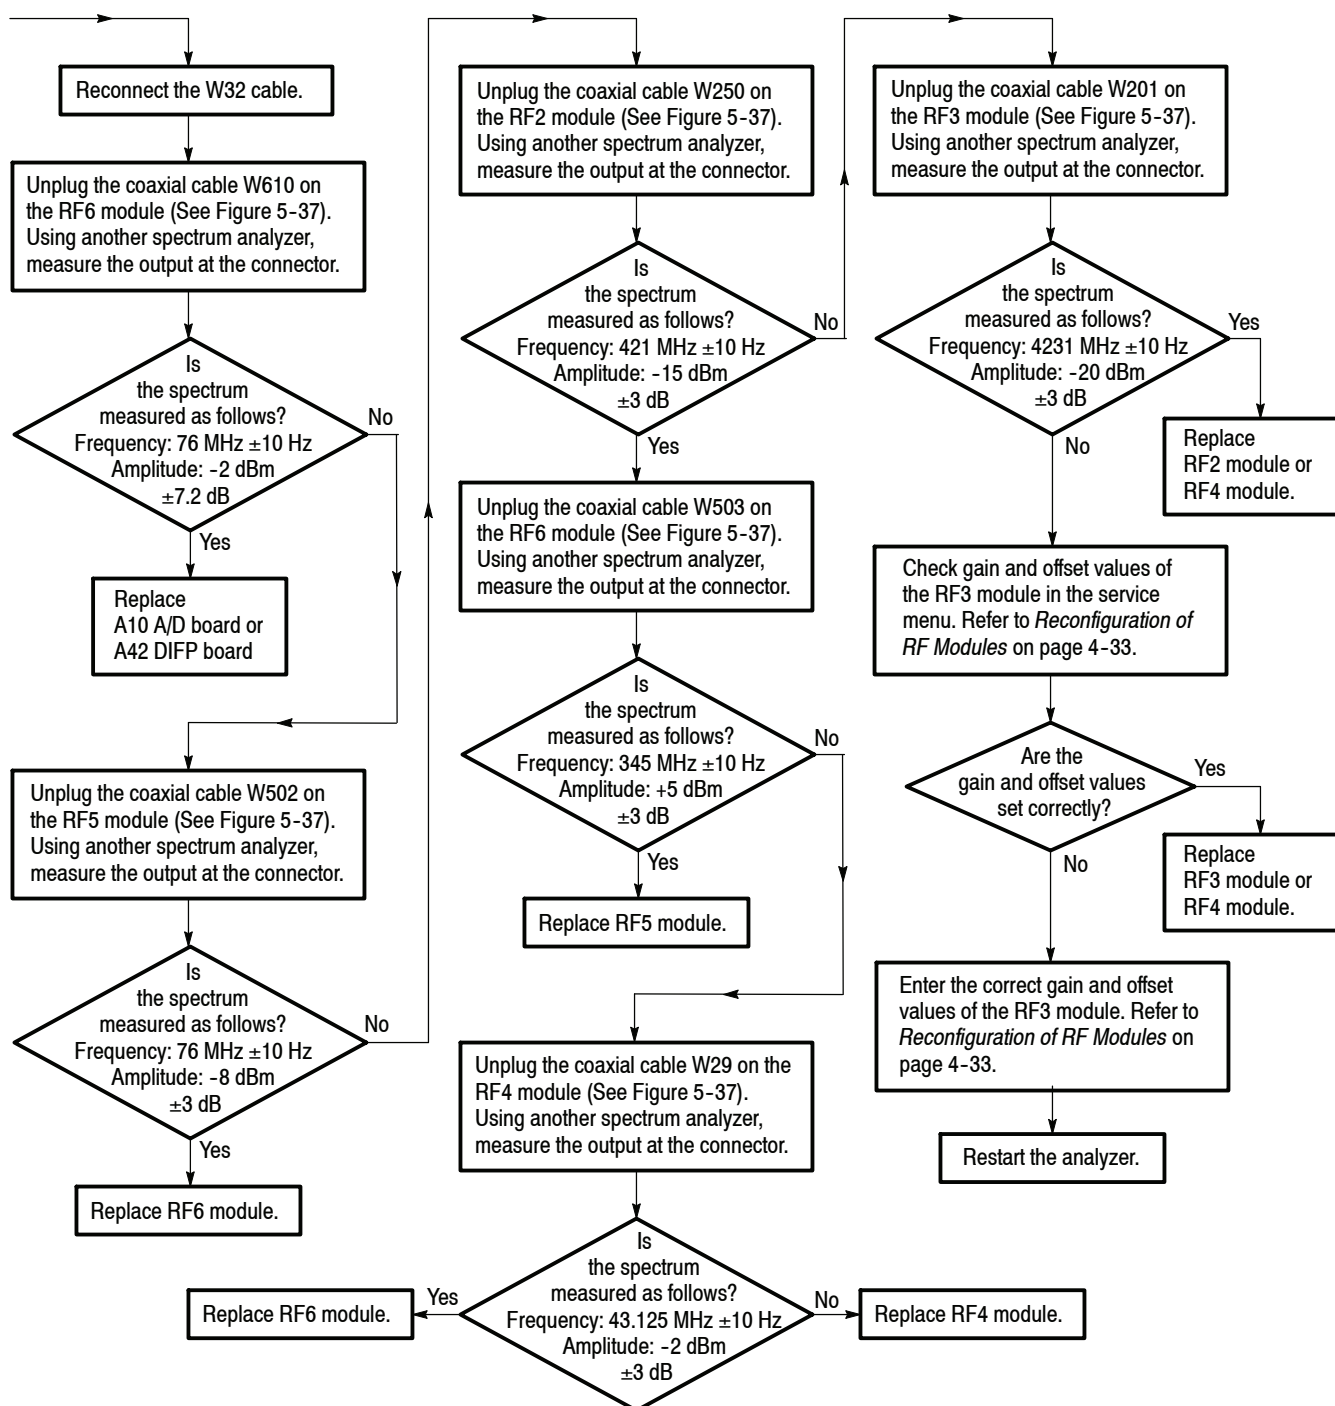 Reconnect the W32 cable.
Unplug the coaxial cable W610 on
the RF6 module (See Figure 5-37).
Using another spectrum analyzer,
measure the output at the connector.
Is
the spectrum
measured as follows?
Frequency: 76 MHz ±10 Hz
Amplitude: -2 dBm
±7.2 dB
No
Yes
Replace
A10 A/D board or
A42 DIFP board
Unplug the coaxial cable W502 on
the RF5 module (See Figure 5-37).
Using another spectrum analyzer,
measure the output at the connector.
Is
the spectrum
measured as follows?
Frequency: 76 MHz ±10 Hz
Amplitude: -8 dBm
±3 dB
No
Yes
Replace RF6 module.
Unplug the coaxial cable W250 on
the RF2 module (See Figure 5-37).
Using another spectrum analyzer,
measure the output at the connector.
Is
the spectrum
measured as follows?
Frequency: 421 MHz ±10 Hz
Amplitude: -15 dBm
±3 dB
No
Yes
Unplug the coaxial cable W503 on
the RF6 module (See Figure 5-37).
Using another spectrum analyzer,
measure the output at the connector.
Is
the spectrum
measured as follows?
Frequency: 345 MHz ±10 Hz
Amplitude: +5 dBm
±3 dB
No
Yes
Replace RF5 module.
Unplug the coaxial cable W29 on the
RF4 module (See Figure 5-37).
Using another spectrum analyzer,
measure the output at the connector.
Is
the spectrum
measured as follows?
Frequency: 43.125 MHz ±10 Hz
Amplitude: -2 dBm
±3 dB
Yes
Replace RF6 module.
No
Replace RF4 module.
Unplug the coaxial cable W201 on
the RF3 module (See Figure 5-37).
Using another spectrum analyzer,
measure the output at the connector.
Is
the spectrum
measured as follows?
Frequency: 4231 MHz ±10 Hz
Amplitude: -20 dBm
±3 dB
Yes
Replace
RF2 module or
RF4 module.
No
Check gain and offset values of
the RF3 module in the service
menu. Refer to Reconfiguration of
RF Modules on page 4-33.
Are the
gain and offset values
set correctly?
Yes
Replace
RF3 module or
RF4 module.
No
Enter the correct gain and offset
values of the RF3 module. Refer to
Reconfiguration of RF Modules on
page 4-33.
Restart the analyzer.